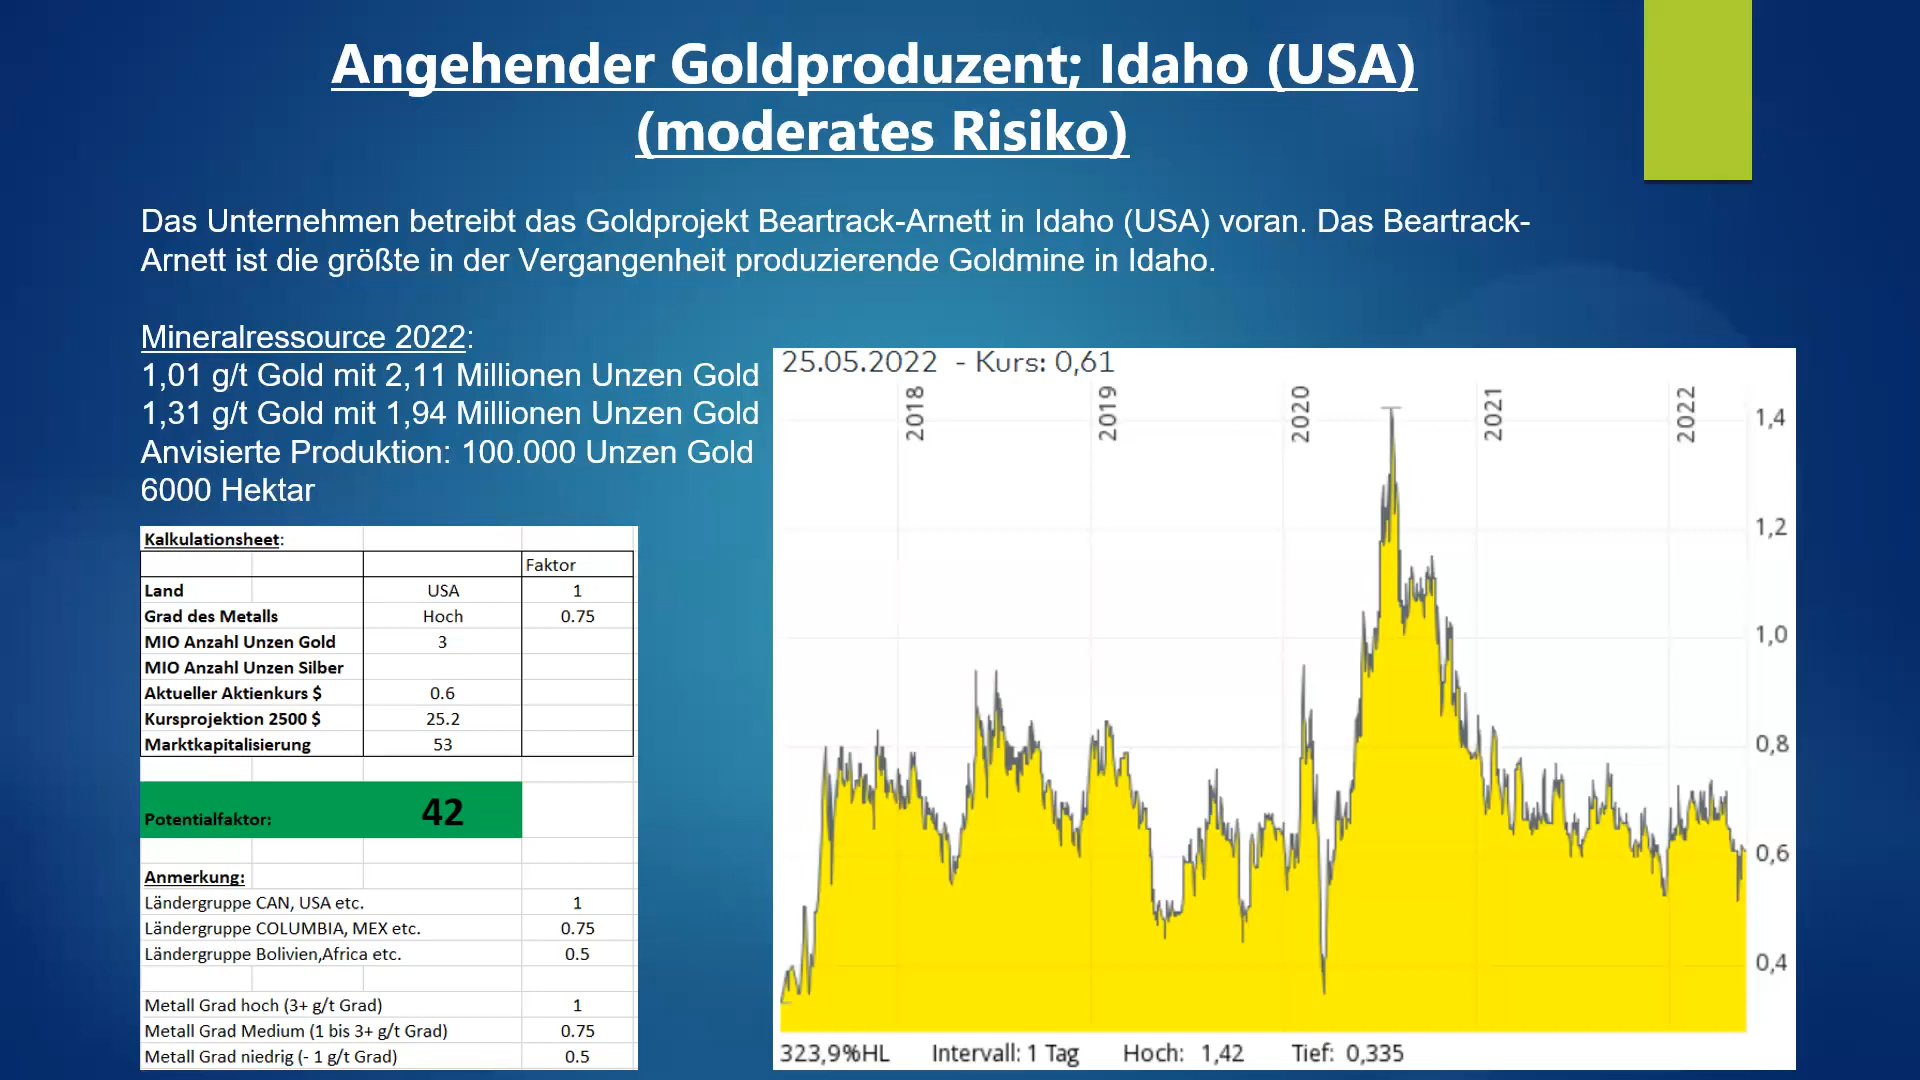 Angehender Goldproduzent; Idaho (USA)
(moderates Risiko)
Das Unternehmen betreibt das Goldprojekt Beartrack-Arnett in Idaho (USA) voran. Das Beartrack-
Arnett ist die größte in der Vergangenheit produzierende Goldmine in Idaho.
Mineralressource 2022:
1,01 g/t Gold mit 2,11 Millionen Unzen Gold
1,31 g/t Gold mit 1,94 Millionen Unzen Gold
Anvisierte Produktion: 100.000 Unzen Gold
6000 Hektar
Kalkulationsheet:
Faktor
Land USA 1
Grad des Metalls Hoch 0.75
MIO Anzahl Unzen Gold 3
MIO Anzahl Unzen Silber
Aktueller Aktienkurs $ 0.6
Kursprojektion 2500 $ 25.2
Marktkapitalisierung 53
Potentialfaktor: 42
Anmerkung:
Ländergruppe CAN, USA etc. 1
Ländergruppe COLUMBIA, MEX etc. 0.75
Ländergruppe Bolivien,Africa etc. 0.5
Metall Grad hoch (3+ g/t Grad) 1
Metall Grad Medium (1 bis 3+ g/t Grad) 0.75
Metall Grad niedrig (- 1 g/t Grad) 0.5
25.05.2022 - Kurs: 0,61
2018 2019 2020 2021 2022
1,4
1,2
1,0
0,8
0,6
0,4
323,9%HL Intervall: 1 Tag Hoch: 1,42 Tief: 0,335